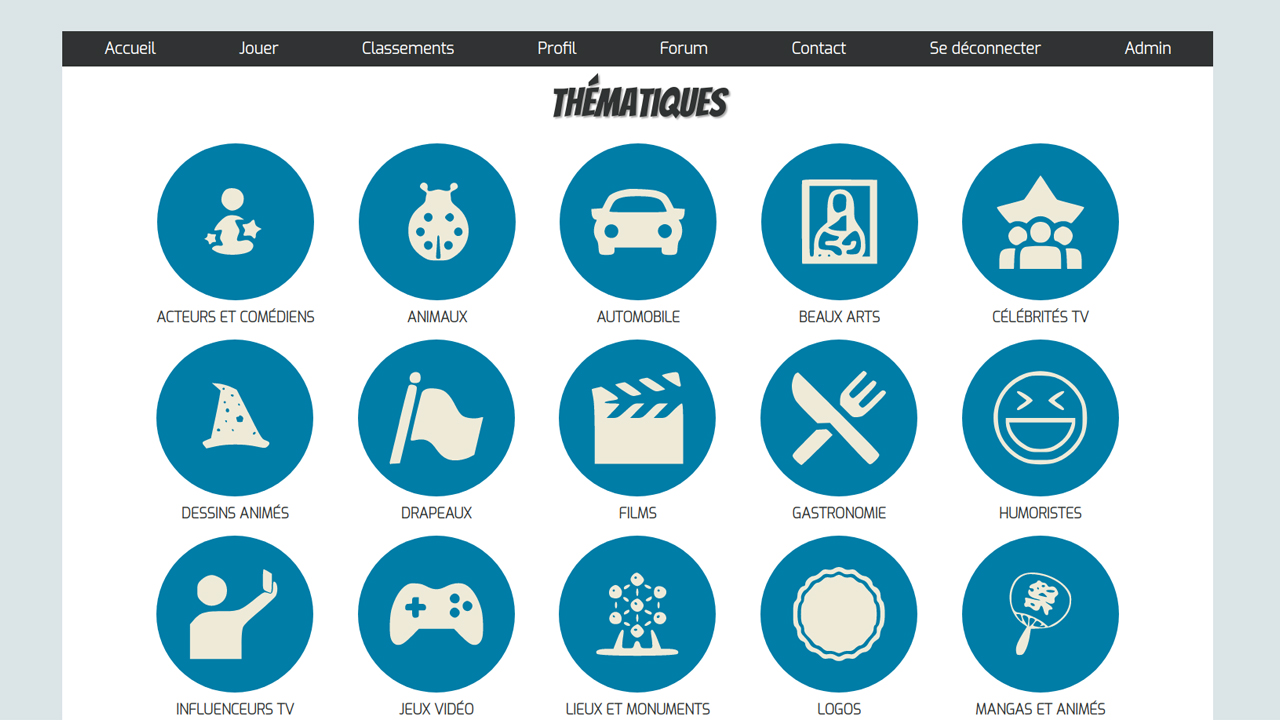 Accueil Jouer Classements Profil Forum Contact Se déconnecter Admin
THÉMATIQUES
ACTEURS ET COMÉDIENS ANIMAUX AUTOMOBILE BEAUX ARTS CÉLÉBRITÉS TV
DESSINS ANIMÉS DRAPEAUX FILMS GASTRONOMIE HUMORISTES
INFLUENCEURS TV JEUX VIDÉO LIEUX ET MONUMENTS LOGOS MANGAS ET ANIMÉS